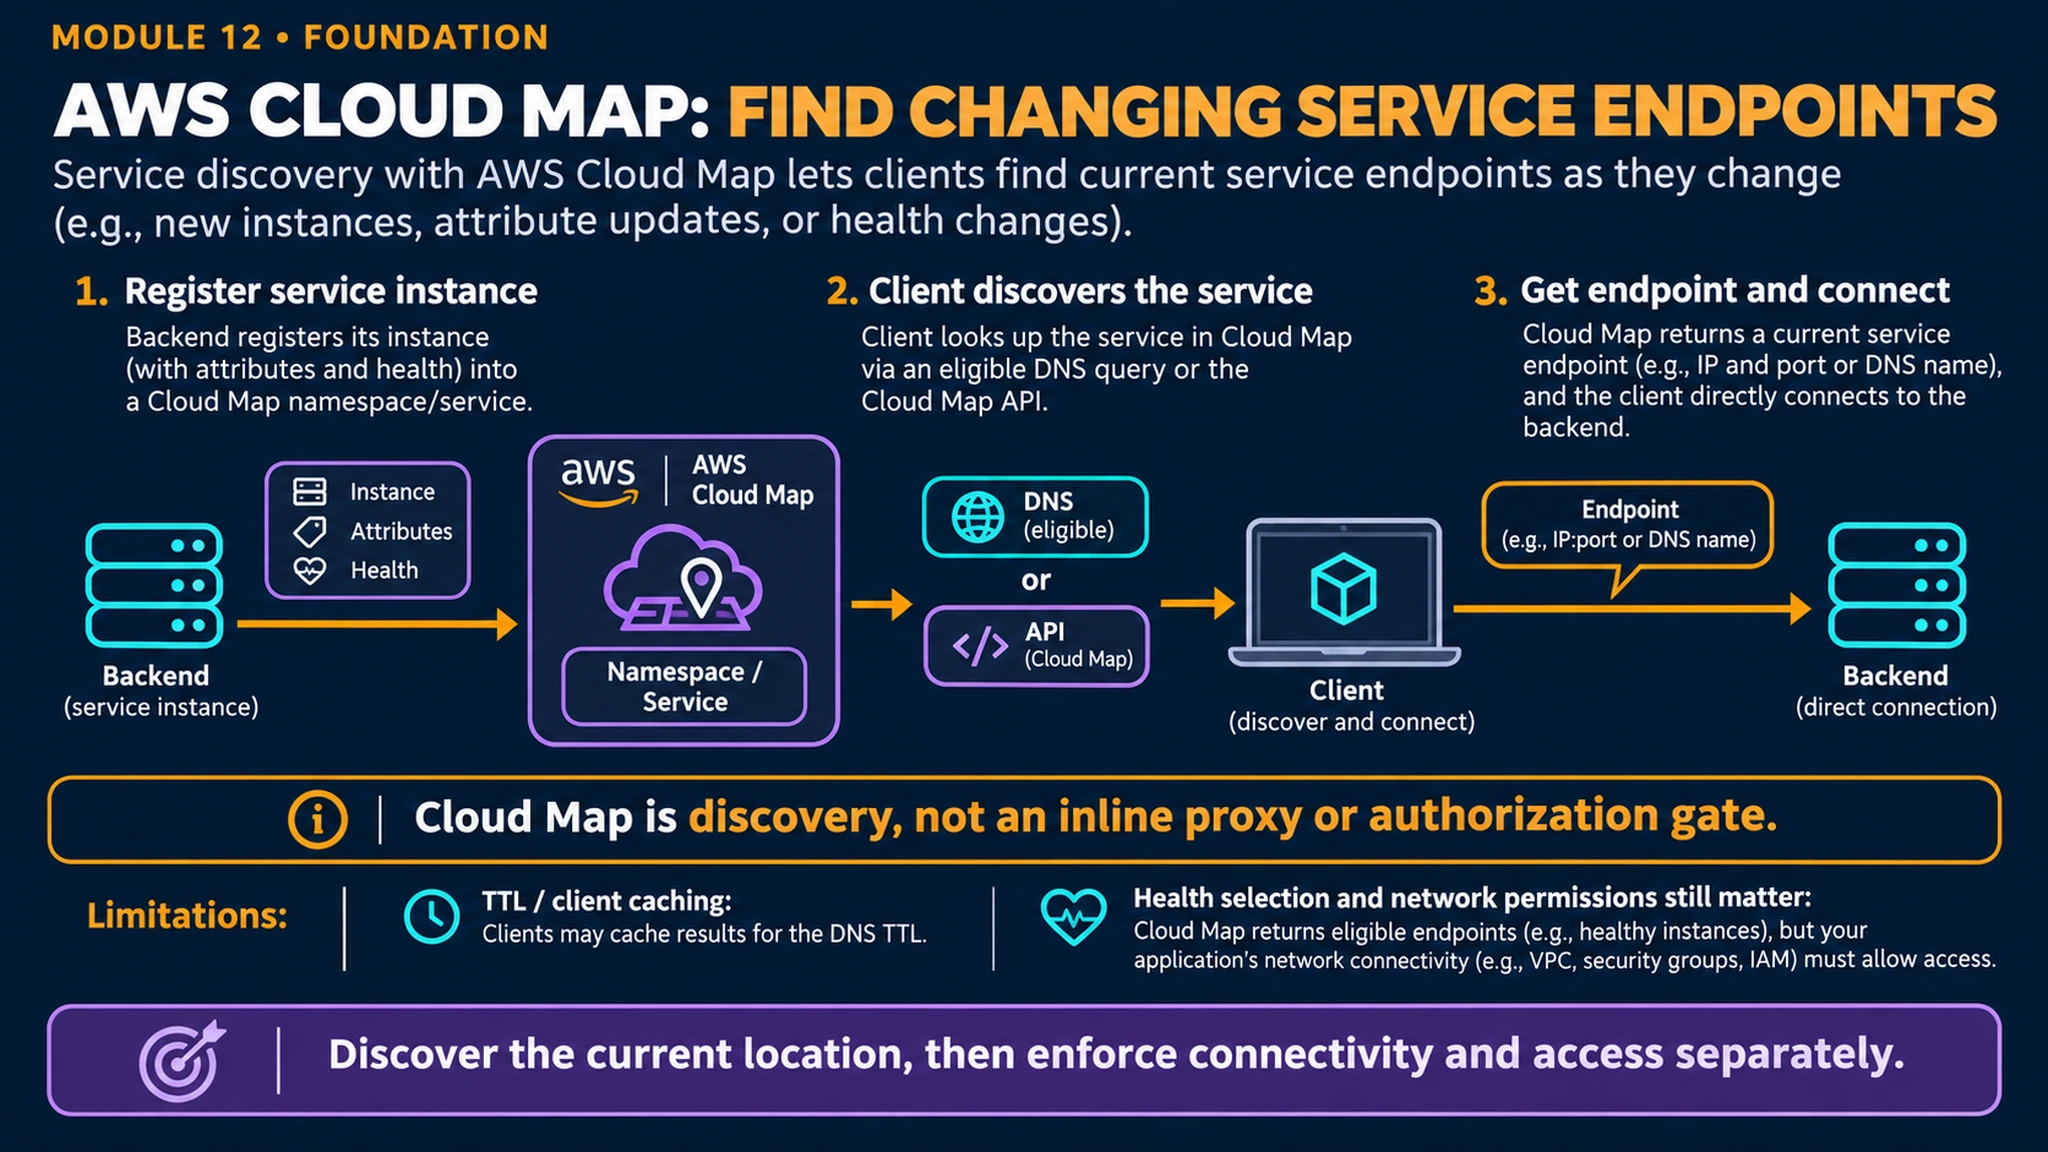 MODULE 12 • FOUNDATION
AWS CLOUD MAP: FIND CHANGING SERVICE ENDPOINTS
Service discovery with AWS Cloud Map lets clients find current service endpoints as they change
(e.g., new instances, attribute updates, or health changes).
1. Register service instance
Backend registers its instance
(with attributes and health) into
a Cloud Map namespace/service.
2. Client discovers the service
Client looks up the service in Cloud Map
via an eligible DNS query or the
Cloud Map API.
3. Get endpoint and connect
Cloud Map returns a current service
endpoint (e.g., IP and port or DNS name),
and the client directly connects to the
backend.
Instance
Attributes
Health
Backend
(service instance)
aws
AWS
Cloud Map
Namespace /
Service
DNS
(eligible)
or
</> API
(Cloud Map)
Client
(discover and connect)
Endpoint
(e.g., IP:port or DNS name)
Backend
(direct connection)
i Cloud Map is discovery, not an inline proxy or authorization gate.
Limitations:
TTL / client caching:
Clients may cache results for the DNS TTL.
Health selection and network permissions still matter:
Cloud Map returns eligible endpoints (e.g., healthy instances), but your
application's network connectivity (e.g., VPC, security groups, IAM) must allow access.
Discover the current location, then enforce connectivity and access separately.